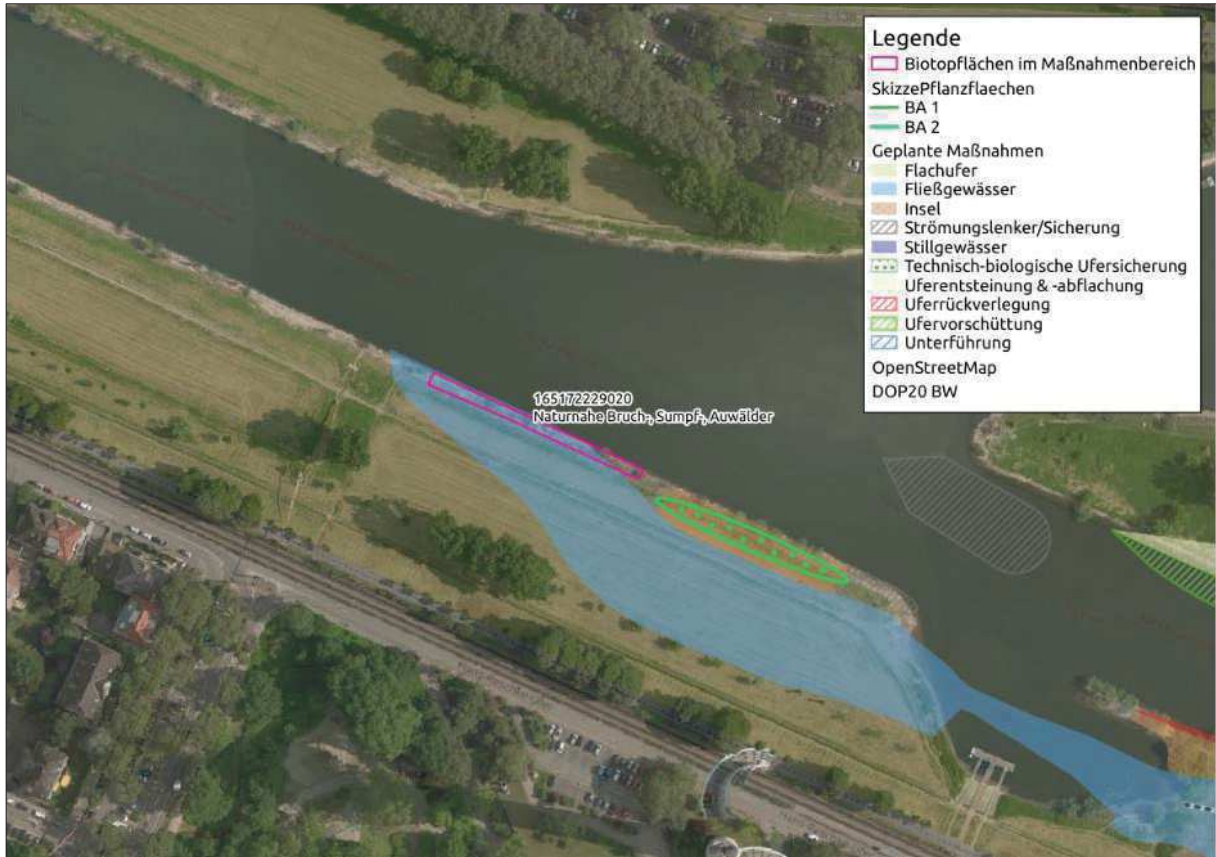 Legende
Biotopflächen im Maßnahmenbereich
SkizzePflanzflaechen
BA 1
BA 2
Geplante Maßnahmen
Flachufer
Fließgewässer
Insel
Strömungslenker/Sicherung
Stillgewässer
Technisch-biologische Ufersicherung
Uferentsteinung & -abflachung
Uferrückverlegung
Ufervorschüttung
Unterführung
OpenStreetMap
DOP20 BW
165172229020
Naturnahe Bruch-, Sumpf-, Auwälder